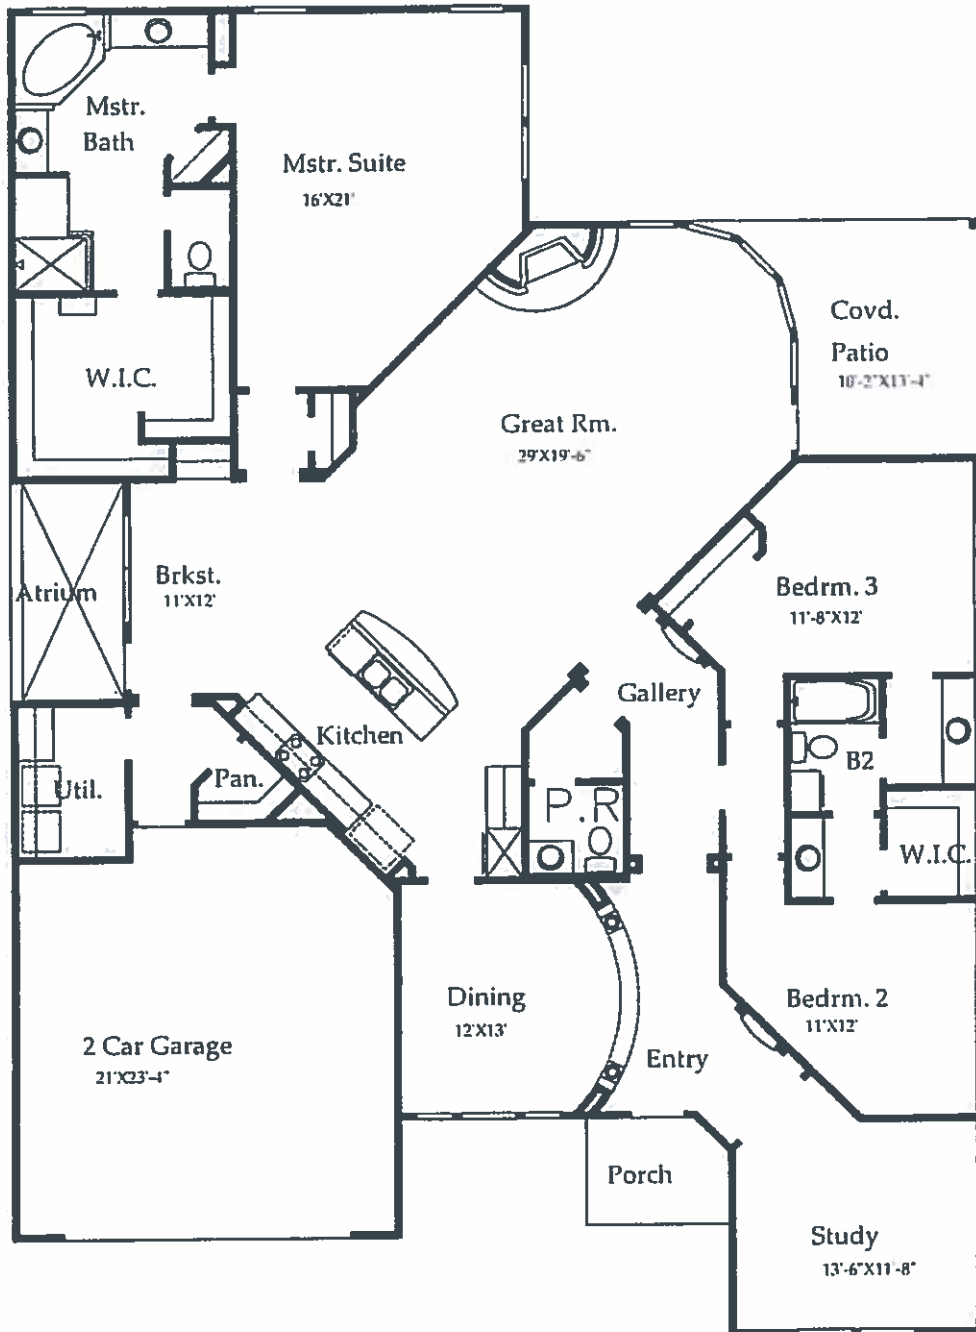 Mstr.
Bath
Mstr. Suite
16'X21'
Covd.
Patio
10'-2"X13'-4"
W.I.C.
Great Rm.
29'X19'-6"
Atrium
Brkst.
11'X12'
Bedrm. 3
11'-8"X12'
Gallery
Kitchen
B2
Util.
Pan.
P.R
W.I.C.
Dining
12'X13'
Bedrm. 2
11'X12'
2 Car Garage
21'X23'-4"
Entry
Porch
Study
13'-6"X11'-8"